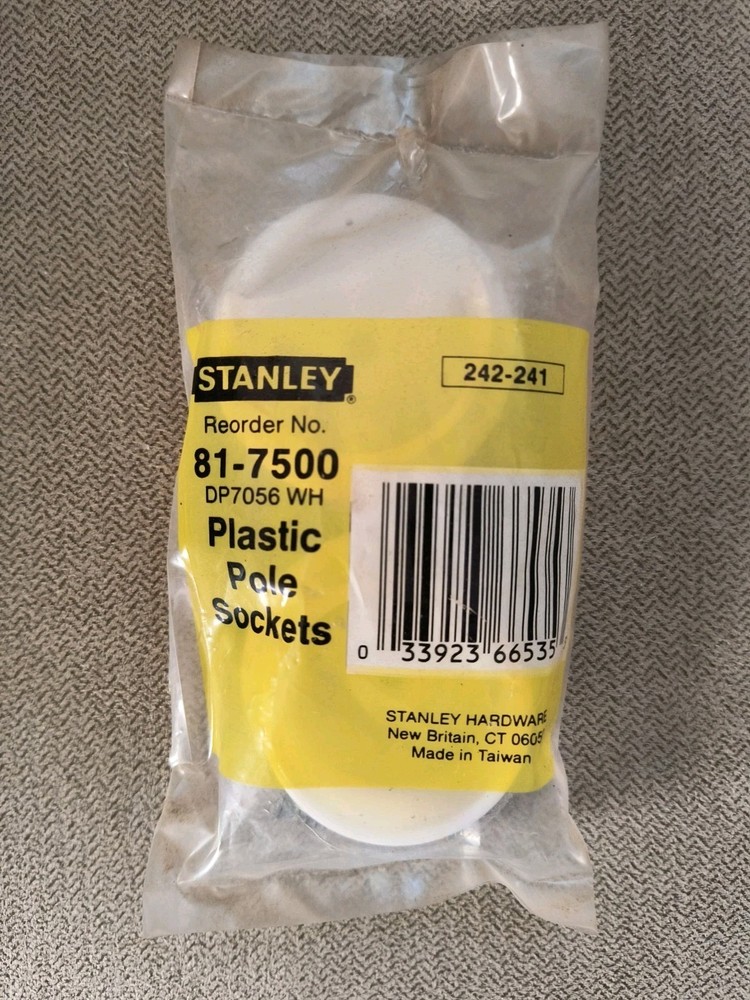 STANLEY®
242-241
Reorder No.
81-7500
DP7056 WH
Plastic
Pole
Sockets
0 33923 66535
STANLEY HARDWARE
New Britain, CT 0605
Made in Taiwan